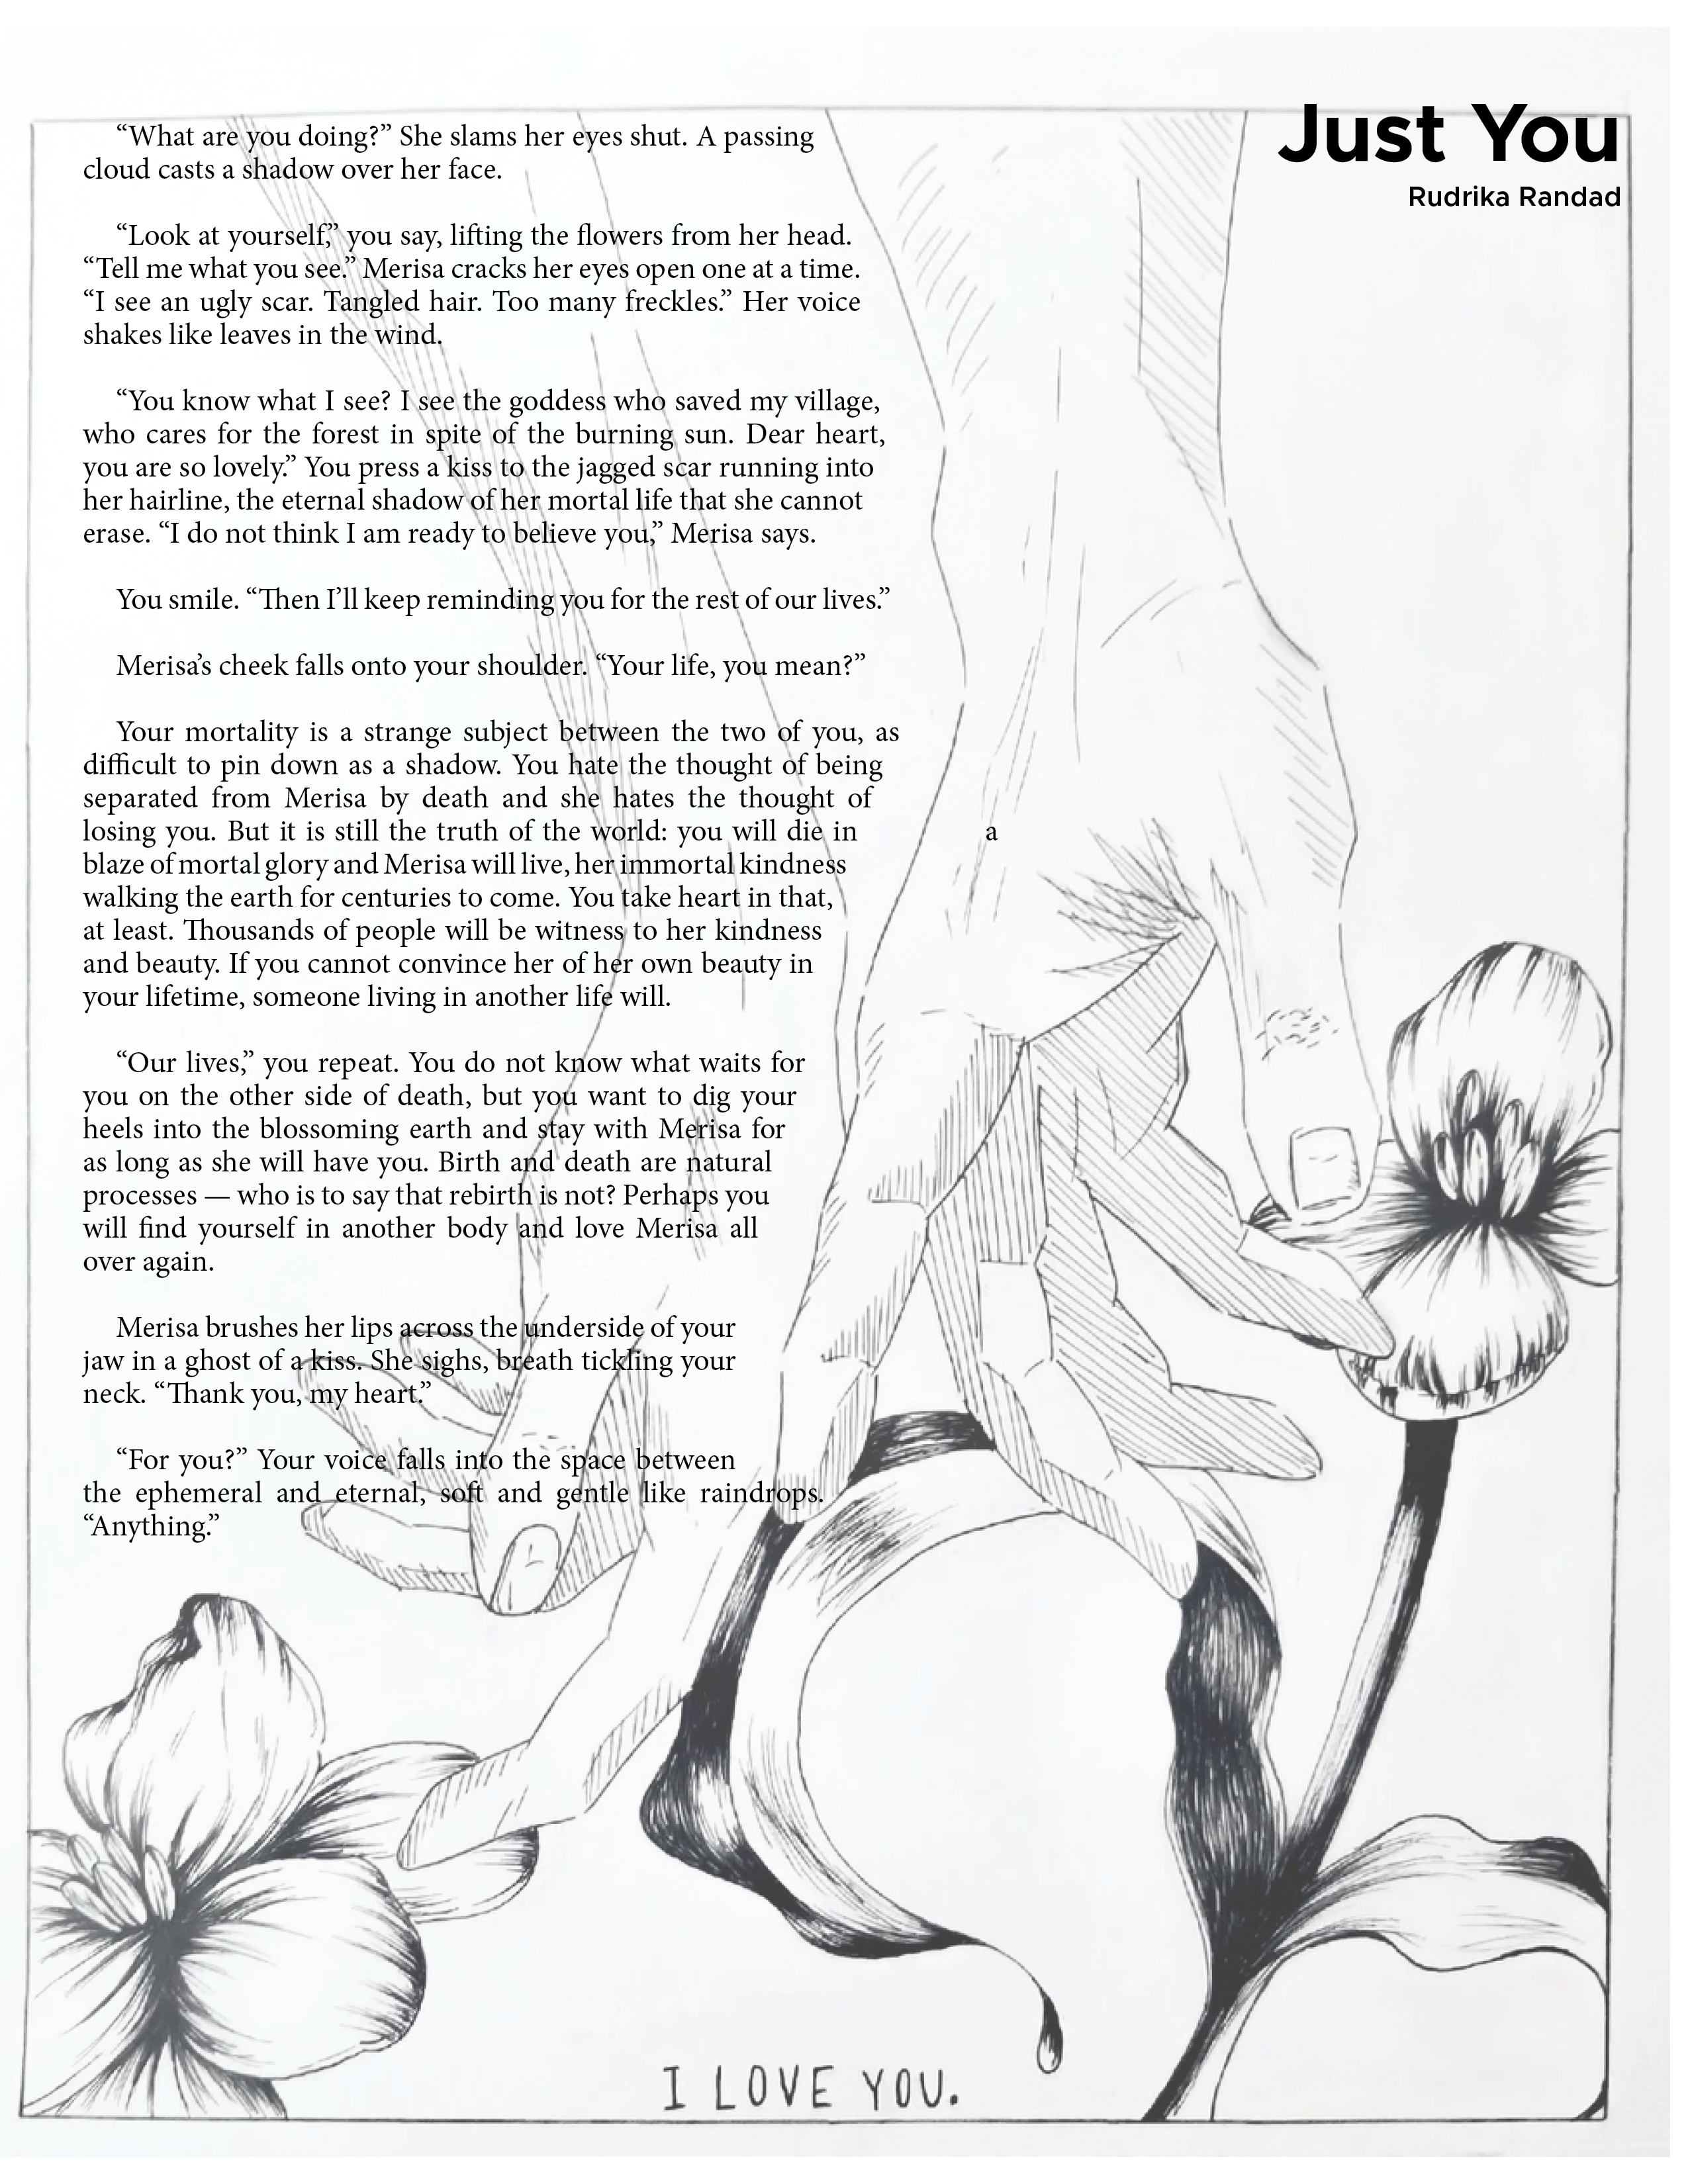 Just You
Rudrika Randad
“What are you doing?” She slams her eyes shut. A passing
cloud casts a shadow over her face.
“Look at yourself,” you say, lifting the flowers from her head.
“Tell me what you see.” Merisa cracks her eyes open one at a time.
“I see an ugly scar. Tangled hair. Too many freckles.” Her voice
shakes like leaves in the wind.
“You know what I see? I see the goddess who saved my village,
who cares for the forest in spite of the burning sun. Dear heart,
you are so lovely.” You press a kiss to the jagged scar running into
her hairline, the eternal shadow of her mortal life that she cannot
erase. “I do not think I am ready to believe you,” Merisa says.
You smile. “Then I’ll keep reminding you for the rest of our lives.”
Merisa’s cheek falls onto your shoulder. “Your life, you mean?”
Your mortality is a strange subject between the two of you, as
difficult to pin down as a shadow. You hate the thought of being
separated from Merisa by death and she hates the thought of
losing you. But it is still the truth of the world: you will die in a
blaze of mortal glory and Merisa will live, her immortal kindness
walking the earth for centuries to come. You take heart in that,
at least. Thousands of people will be witness to her kindness
and beauty. If you cannot convince her of her own beauty in
your lifetime, someone living in another life will.
“Our lives,” you repeat. You do not know what waits for
you on the other side of death, but you want to dig your
heels into the blossoming earth and stay with Merisa for
as long as she will have you. Birth and death are natural
processes — who is to say that rebirth is not? Perhaps you
will find yourself in another body and love Merisa all
over again.
Merisa brushes her lips across the underside of your
jaw in a ghost of a kiss. She sighs, breath tickling your
neck. “Thank you, my heart.”
“For you?” Your voice falls into the space between
the ephemeral and eternal, soft and gentle like raindrops.
“Anything.”
I LOVE YOU.